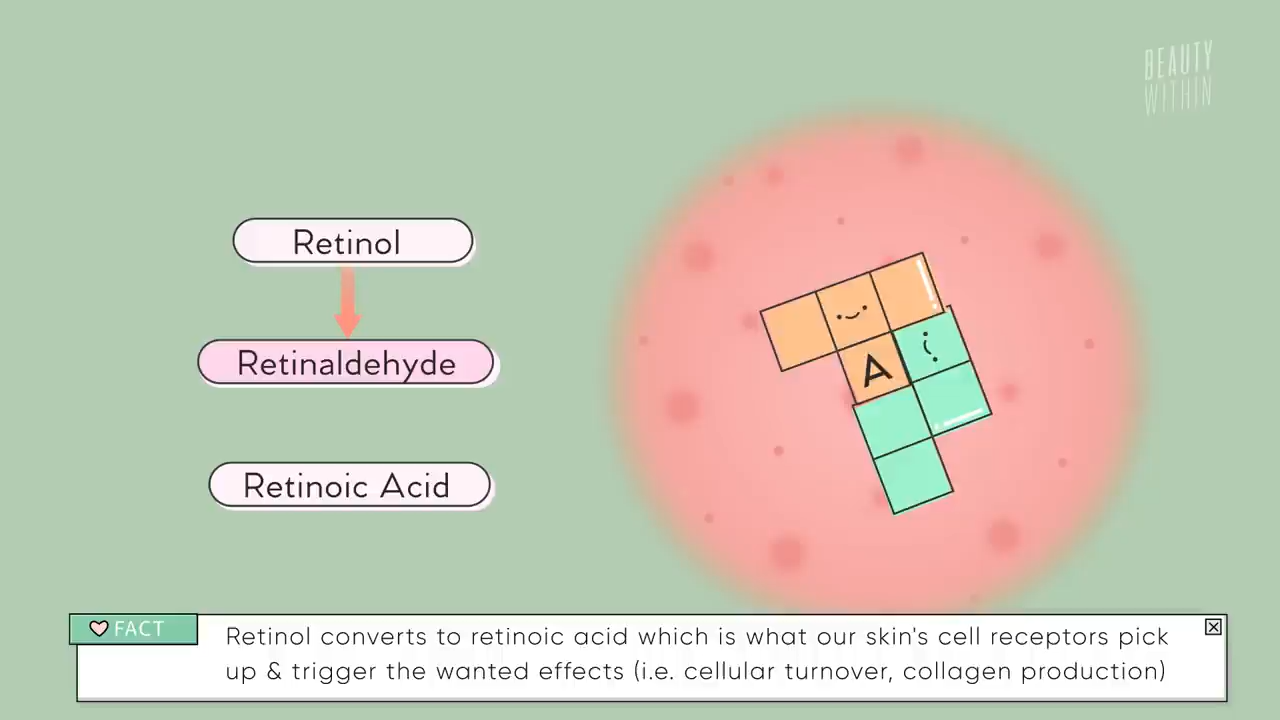 BEAUTY
WITHIN
Retinol
Retinaldehyde
A
Retinoic Acid
FACT
Retinol converts to retinoic acid which is what our skin's cell receptors pick
up & trigger the wanted effects (i.e. cellular turnover, collagen production)